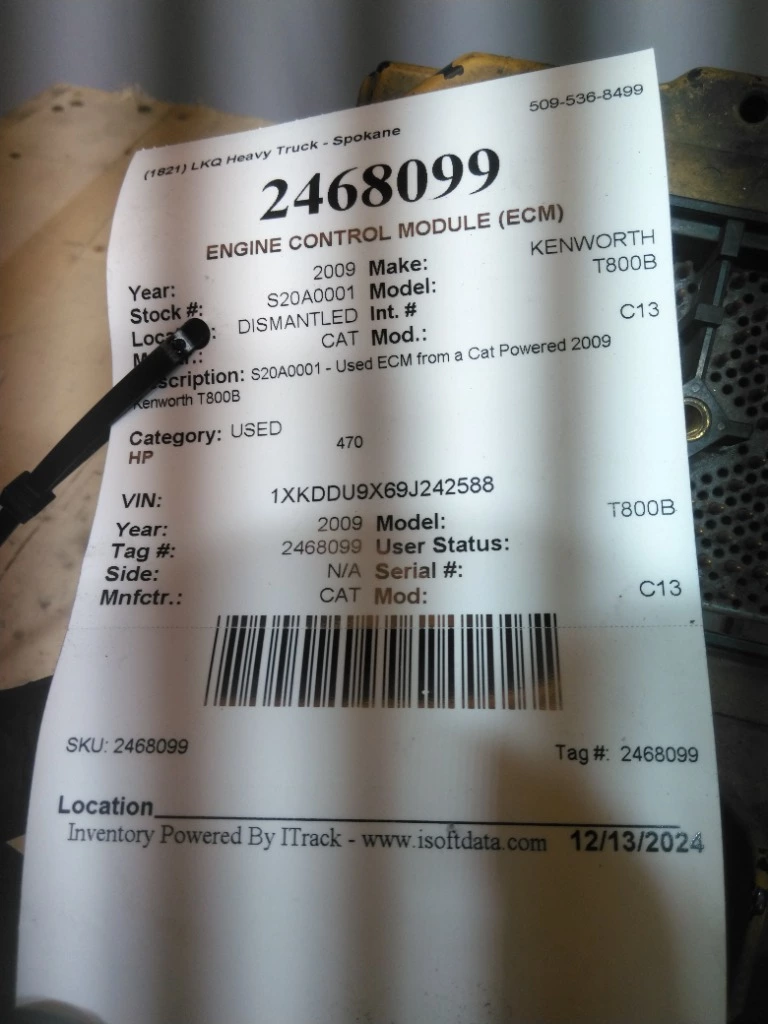 (1821) LKQ Heavy Truck - Spokane 509-536-8499
2468099
ENGINE CONTROL MODULE (ECM)
Year: 2009 Make: KENWORTH
Stock #: S20A0001 Model: T800B
Loca : DISMANTLED Int. #
M r.: CAT Mod.: C13
scription: S20A0001 - Used ECM from a Cat Powered 2009
Kenworth T800B
Category: USED
HP 470
VIN: 1XKDDU9X69J242588
Year: 2009 Model: T800B
Tag #: 2468099 User Status:
Side: N/A Serial #:
Mnfctr.: CAT Mod: C13
SKU: 2468099 Tag #: 2468099
Location
Inventory Powered By ITrack - www.isoftdata.com 12/13/2024